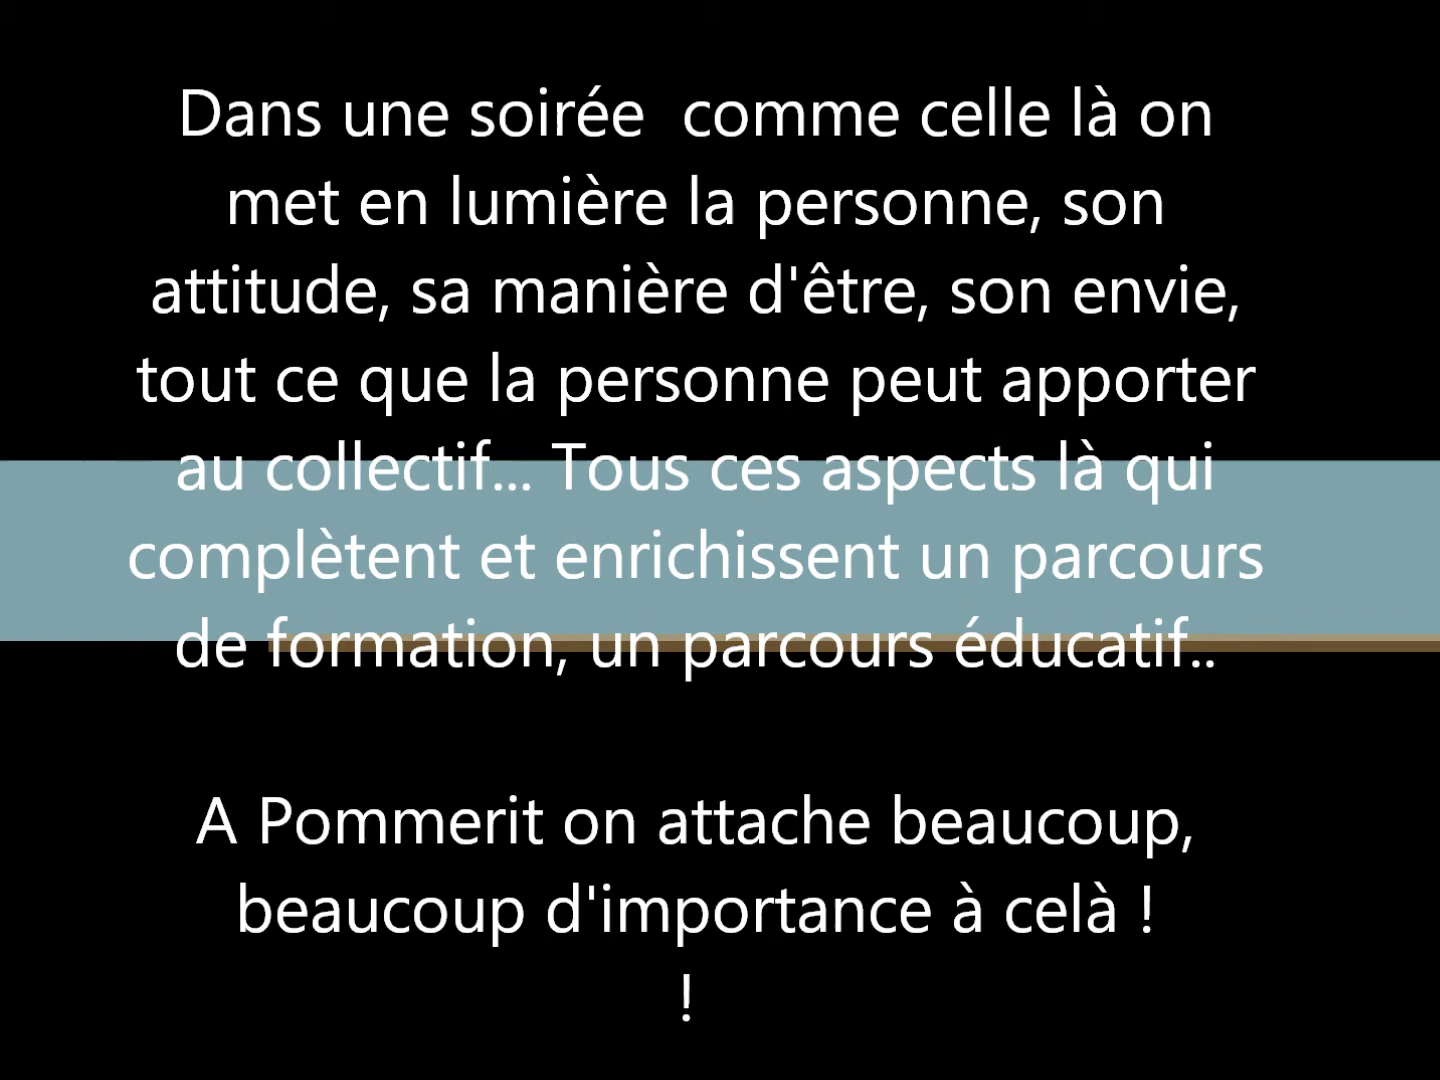 Dans une soirée  comme celle là on
met en lumière la personne, son
attitude, sa manière d'être, son envie,
tout ce que la personne peut apporter
au collectif... Tous ces aspects là qui
complètent et enrichissent un parcours
de formation, un parcours éducatif..
A Pommerit on attache beaucoup,
beaucoup d'importance à celà !
!